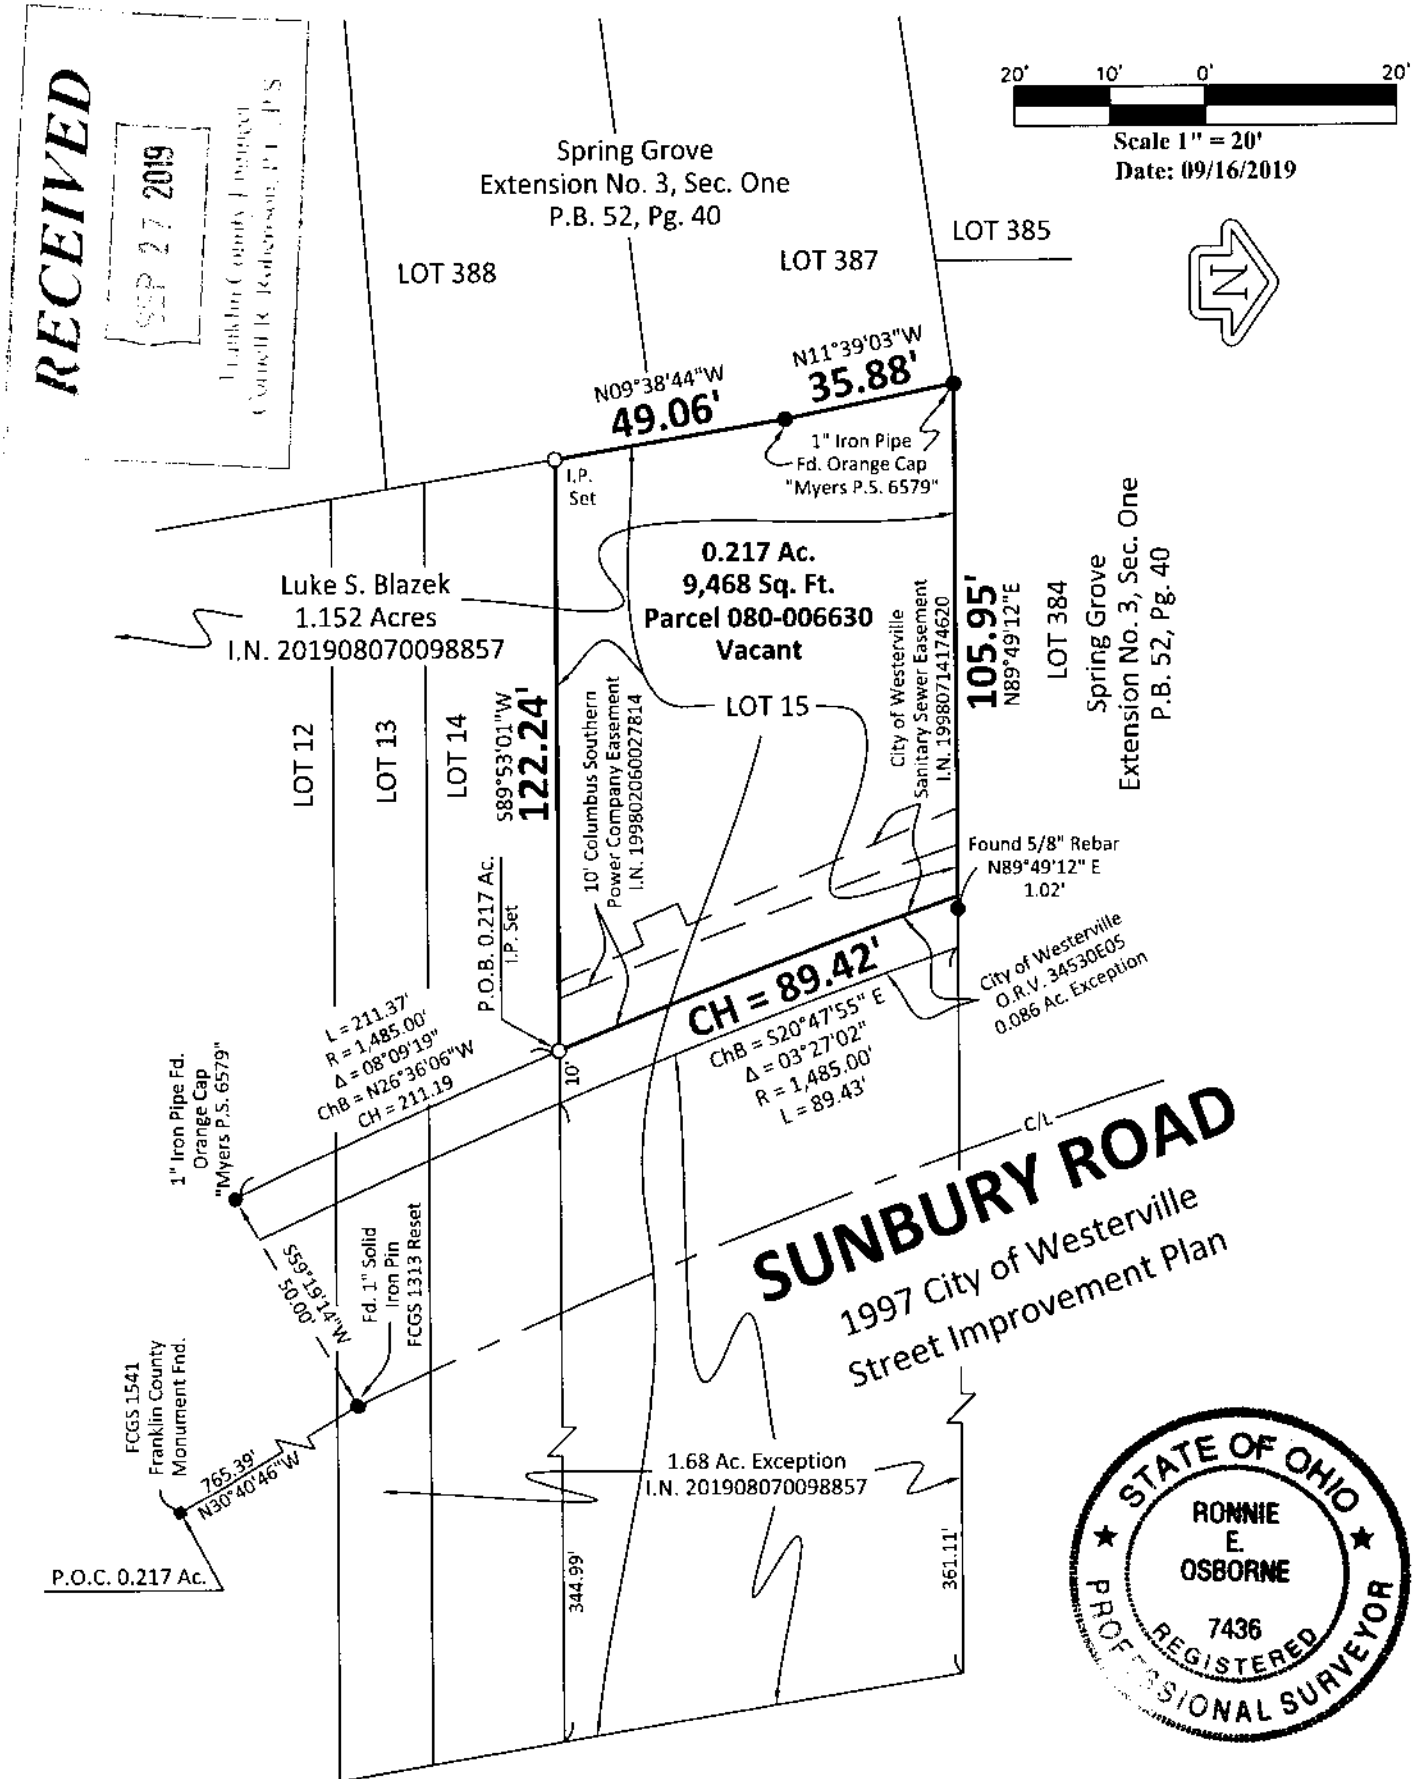 RECEIVED
SEP 27 2019
Franklin County Engineer
20' 10' 0' 20'
Scale 1" = 20'
Date: 09/16/2019
N
Spring Grove
Extension No. 3, Sec. One
P.B. 52, Pg. 40
LOT 388
LOT 387
LOT 385
N09°38'44"W
49.06'
N11°39'03"W
35.88'
1" Iron Pipe
Fd. Orange Cap
"Myers P.S. 6579"
I.P.
Set
Luke S. Blazek
1.152 Acres
I.N. 201908070098857
0.217 Ac.
9,468 Sq. Ft.
Parcel 080-006630
Vacant
LOT 15
City of Westerville
Sanitary Sewer Easement
I.N. 199807141174620
105.95'
N89°49'12"E
LOT 384
Spring Grove
Extension No. 3, Sec. One
P.B. 52, Pg. 40
LOT 12
LOT 13
LOT 14
S89°53'01"W
122.24'
10' Columbus Southern
Power Company Easement
I.N. 199802060027814
P.O.B. 0.217 Ac.
I.P. Set
Found 5/8" Rebar
N89°49'12" E
1.02'
City of Westerville
O.R.V. 34530E05
0.086 Ac. Exception
CH = 89.42'
ChB = S20°47'55" E
Δ = 03°27'02"
R = 1,485.00'
L = 89.43'
L = 211.37'
R = 1,485.00'
Δ = 08°09'19"
ChB = N26°36'06"W
CH = 211.19
10'
1" Iron Pipe Fd.
Orange Cap
"Myers P.S. 6579"
C/L
SUNBURY ROAD
1997 City of Westerville
Street Improvement Plan
S59°19'14"W
50.00'
Fd. 1" Solid
Iron Pin
FCGS 1313 Reset
FCGS 1541
Franklin County
Monument Fnd.
765.39'
N30°40'46"W
P.O.C. 0.217 Ac.
1.68 Ac. Exception
I.N. 201908070098857
344.99'
361.11'
STATE OF OHIO
RONNIE
E.
OSBORNE
7436
REGISTERED
PROFESSIONAL SURVEYOR